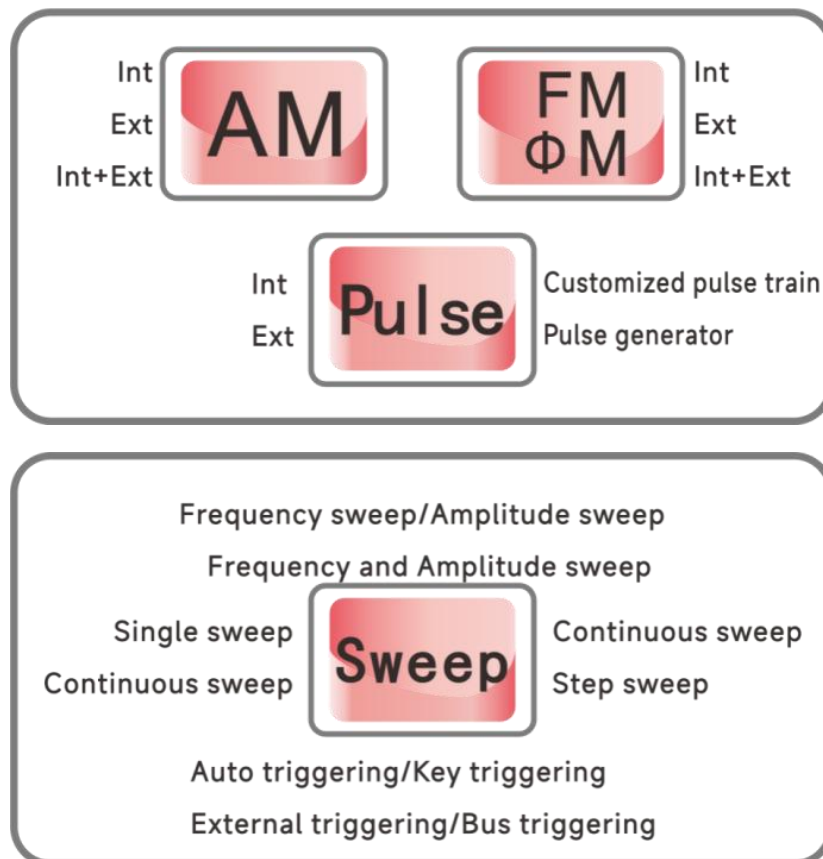 Int
Ext
Int+Ext
AM
FM
ΦM
Int
Ext
Int+Ext
Int
Ext
Pulse
Customized pulse train
Pulse generator
Frequency sweep/Amplitude sweep
Frequency and Amplitude sweep
Single sweep
Continuous sweep
Sweep
Continuous sweep
Step sweep
Auto triggering/Key triggering
External triggering/Bus triggering